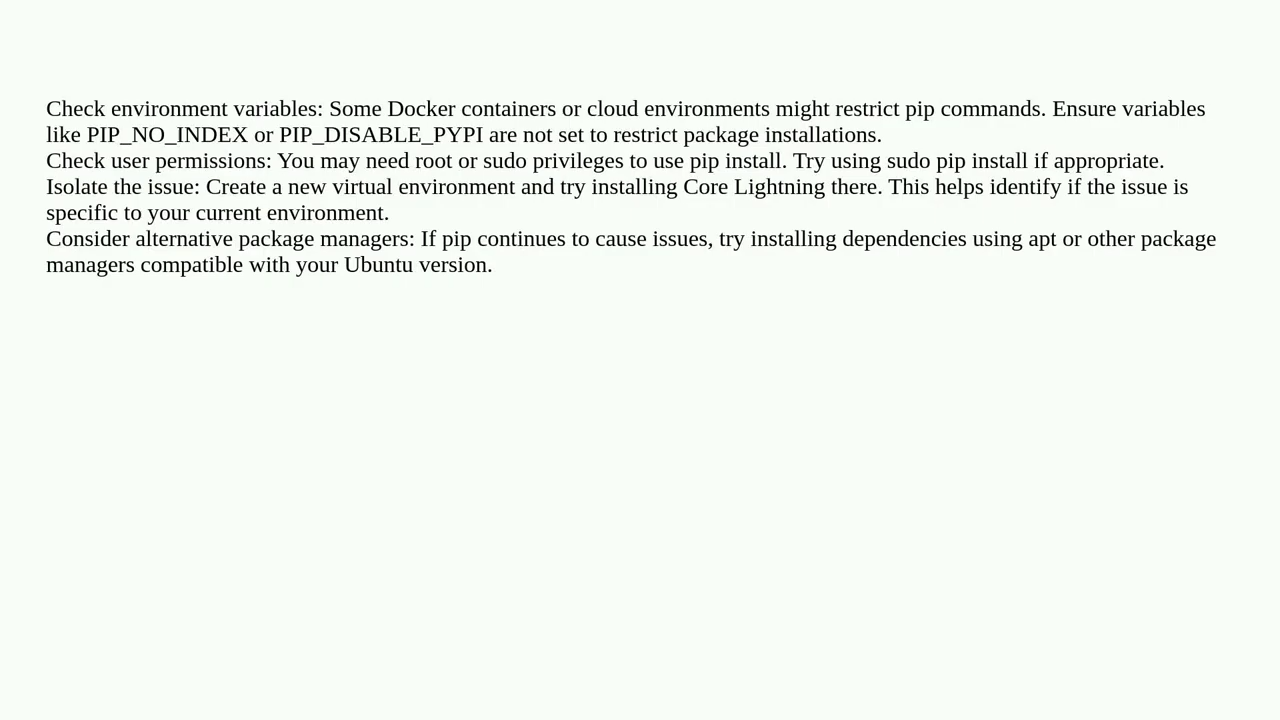 Check environment variables: Some Docker containers or cloud environments might restrict pip commands. Ensure variables
like PIP_NO_INDEX or PIP_DISABLE_PYPI are not set to restrict package installations.
Check user permissions: You may need root or sudo privileges to use pip install. Try using sudo pip install if appropriate.
Isolate the issue: Create a new virtual environment and try installing Core Lightning there. This helps identify if the issue is
specific to your current environment.
Consider alternative package managers: If pip continues to cause issues, try installing dependencies using apt or other package
managers compatible with your Ubuntu version.